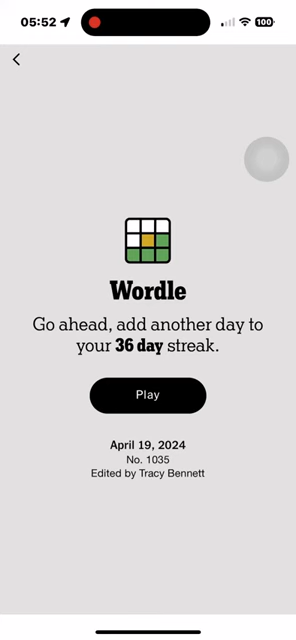 05:52
100
Wordle
Go ahead, add another day to
your 36 day streak.
Play
April 19, 2024
No. 1035
Edited by Tracy Bennett